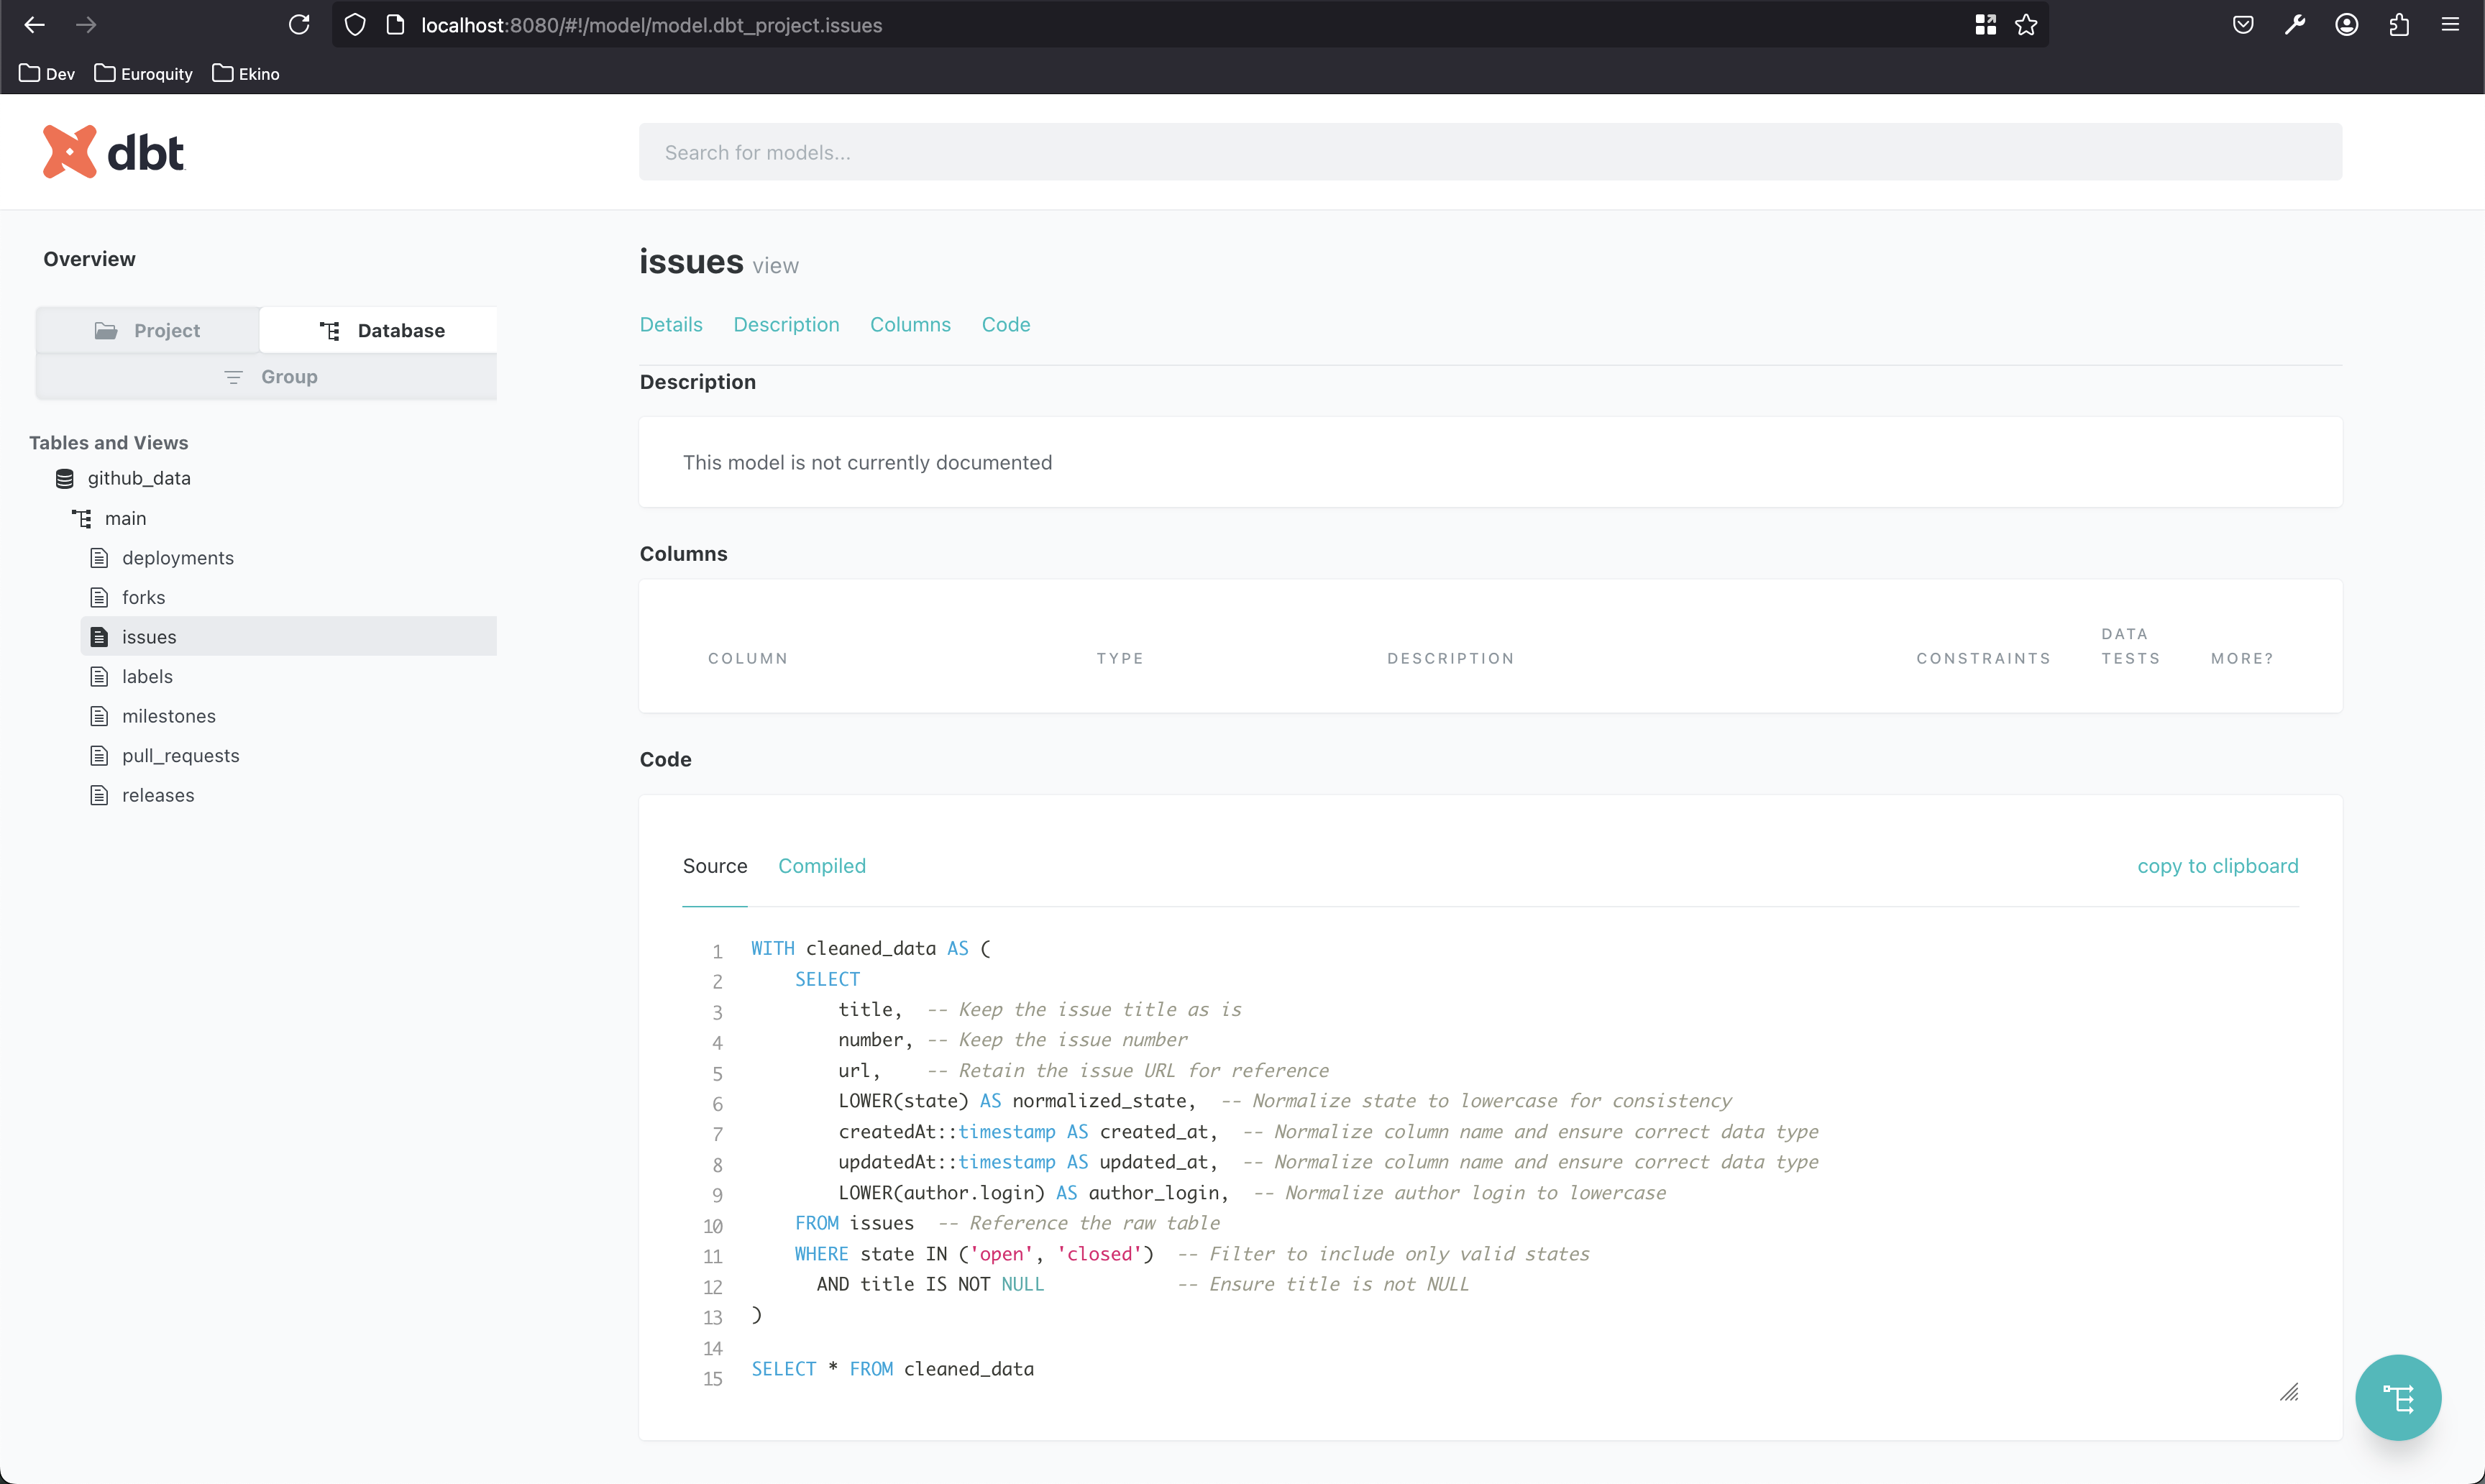 localhost:8080/#!/model/model.dbt_project.issues
Dev Euroquity Ekino
dbt
Search for models...
Overview
Project Database
Group
Tables and Views
github_data
main
deployments
forks
issues
labels
milestones
pull_requests
releases
issues view
Details Description Columns Code
Description
This model is not currently documented
Columns
COLUMN TYPE DESCRIPTION CONSTRAINTS DATA TESTS MORE?
Code
Source Compiled copy to clipboard
1 WITH cleaned_data AS (
2     SELECT
3         title,  -- Keep the issue title as is
4         number, -- Keep the issue number
5         url,    -- Retain the issue URL for reference
6         LOWER(state) AS normalized_state,  -- Normalize state to lowercase for consistency
7         createdAt::timestamp AS created_at,  -- Normalize column name and ensure correct data type
8         updatedAt::timestamp AS updated_at,  -- Normalize column name and ensure correct data type
9         LOWER(author.login) AS author_login,  -- Normalize author login to lowercase
10     FROM issues  -- Reference the raw table
11     WHERE state IN ('open', 'closed')  -- Filter to include only valid states
12       AND title IS NOT NULL            -- Ensure title is not NULL
13 )
14
15 SELECT * FROM cleaned_data